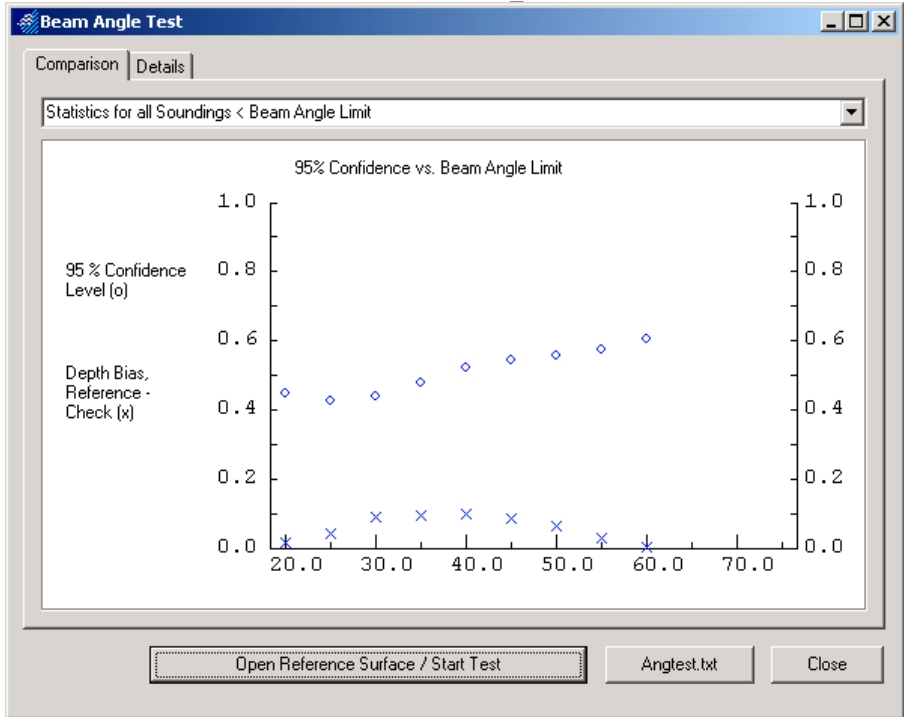 Beam Angle Test
Comparison
Details
Statistics for all Soundings < Beam Angle Limit
95% Confidence vs. Beam Angle Limit
95 % Confidence
Level (o)
Depth Bias,
Reference -
Check (x)
1.0
0.8
0.6
0.4
0.2
0.0
1.0
0.8
0.6
0.4
0.2
0.0
20.0 30.0 40.0 50.0 60.0 70.0
Open Reference Surface / Start Test
Angtest.txt
Close